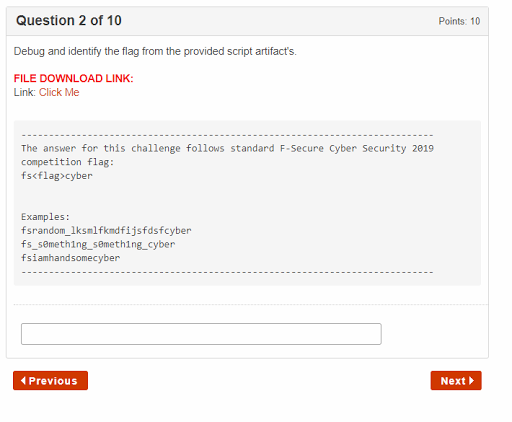 Question 2 of 10
Points: 10
Debug and identify the flag from the provided script artifact's.
FILE DOWNLOAD LINK:
Link: Click Me
----------------------------------------------------------------------
The answer for this challenge follows standard F-Secure Cyber Security 2019
competition flag:
fs<flag>cyber
Examples:
fsrandom_lksmlfkmdfijsfdsfcyber
fs_s0meth1ng_s0meth1ng_cyber
fsiamhandsomecyber
----------------------------------------------------------------------
Previous
Next